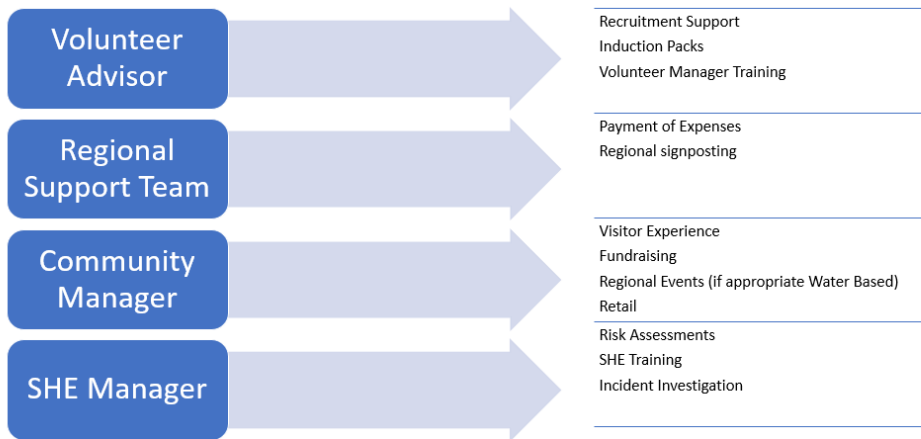 Volunteer
Advisor
Recruitment Support
Induction Packs
Volunteer Manager Training
Regional
Support Team
Payment of Expenses
Regional signposting
Community
Manager
Visitor Experience
Fundraising
Regional Events (if appropriate Water Based)
Retail
SHE Manager
Risk Assessments
SHE Training
Incident Investigation